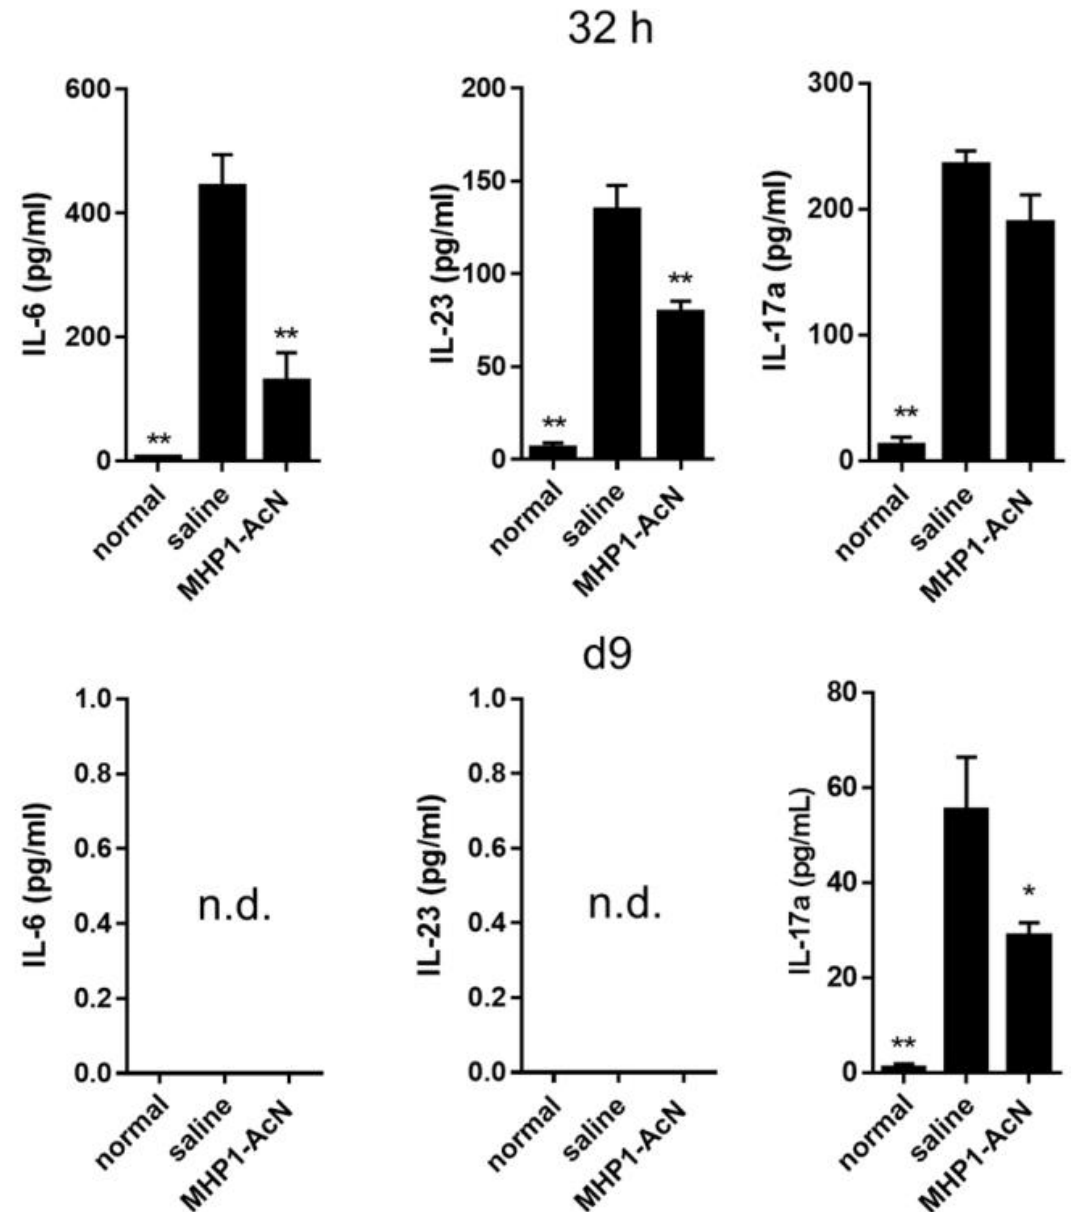 32 h
600
400
200
0
IL-6 (pg/ml)
**
**
normal
saline
MHP1-AcN
200
150
100
50
0
IL-23 (pg/ml)
**
**
normal
saline
MHP1-AcN
300
200
100
0
IL-17a (pg/ml)
**
normal
saline
MHP1-AcN
d9
1.0
0.8
0.6
0.4
0.2
0.0
IL-6 (pg/ml)
n.d.
normal
saline
MHP1-AcN
1.0
0.8
0.6
0.4
0.2
0.0
IL-23 (pg/ml)
n.d.
normal
saline
MHP1-AcN
80
60
40
20
0
IL-17a (pg/mL)
**
*
normal
saline
MHP1-AcN